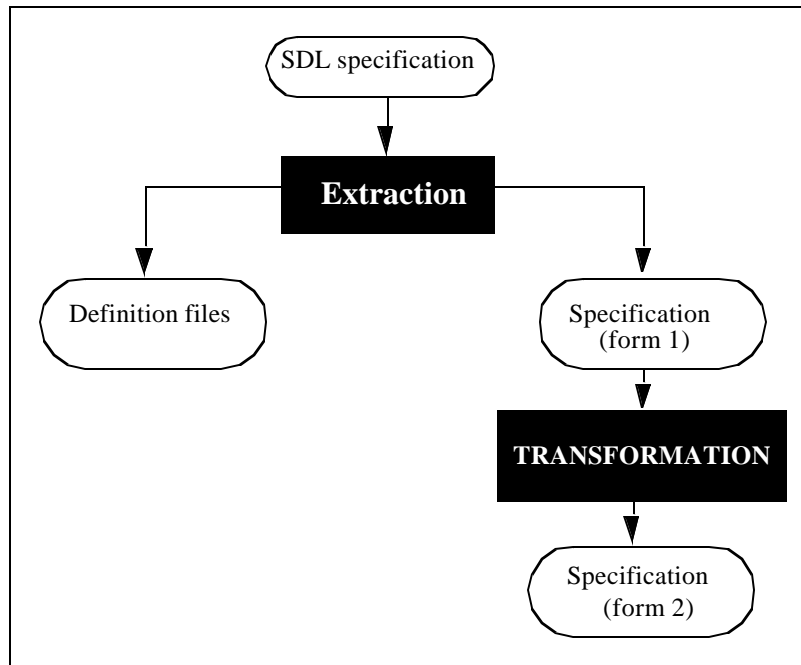 SDL specification
Extraction
Definition files
Specification
(form 1)
TRANSFORMATION
Specification
(form 2)